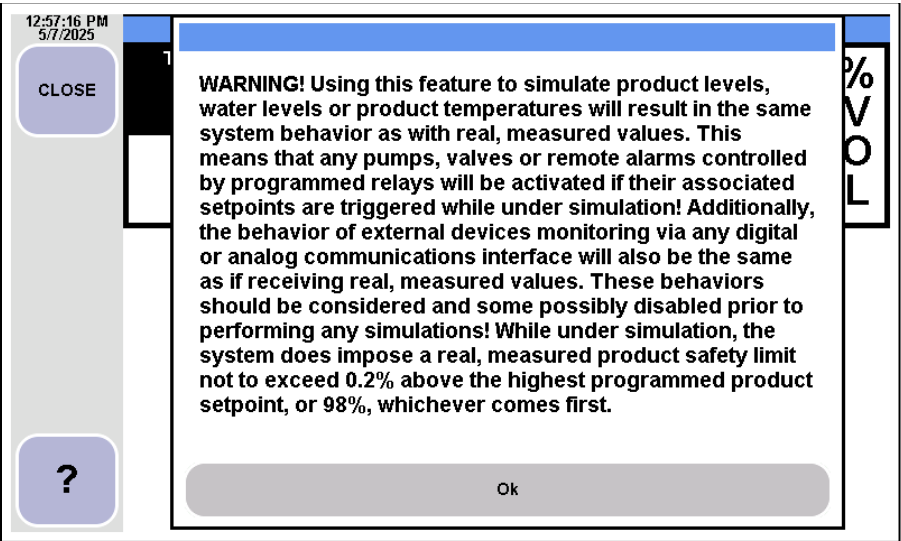 12:57:16 PM
5/7/2025
CLOSE
T
WARNING! Using this feature to simulate product levels,
water levels or product temperatures will result in the same
system behavior as with real, measured values. This
means that any pumps, valves or remote alarms controlled
by programmed relays will be activated if their associated
setpoints are triggered while under simulation! Additionally,
the behavior of external devices monitoring via any digital
or analog communications interface will also be the same
as if receiving real, measured values. These behaviors
should be considered and some possibly disabled prior to
performing any simulations! While under simulation, the
system does impose a real, measured product safety limit
not to exceed 0.2% above the highest programmed product
setpoint, or 98%, whichever comes first.
%
V
O
L
?
Ok